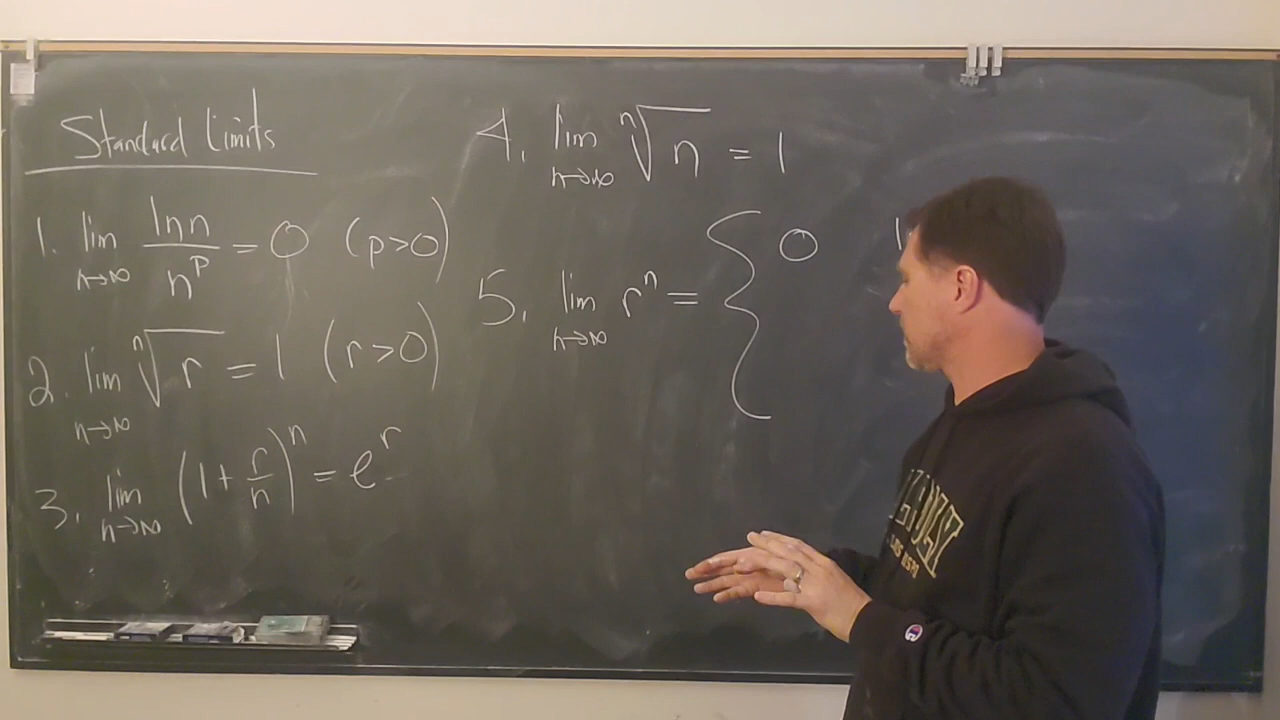 Standard Limits
1. lim n→∞ ln n / n^p = 0 (p>0)
2. lim n→∞ ⁿ√r = 1 (r>0)
3. lim n→∞ (1 + r/n)^n = e^r
4. lim n→∞ ⁿ√n = 1
5. lim n→∞ r^n = { 0